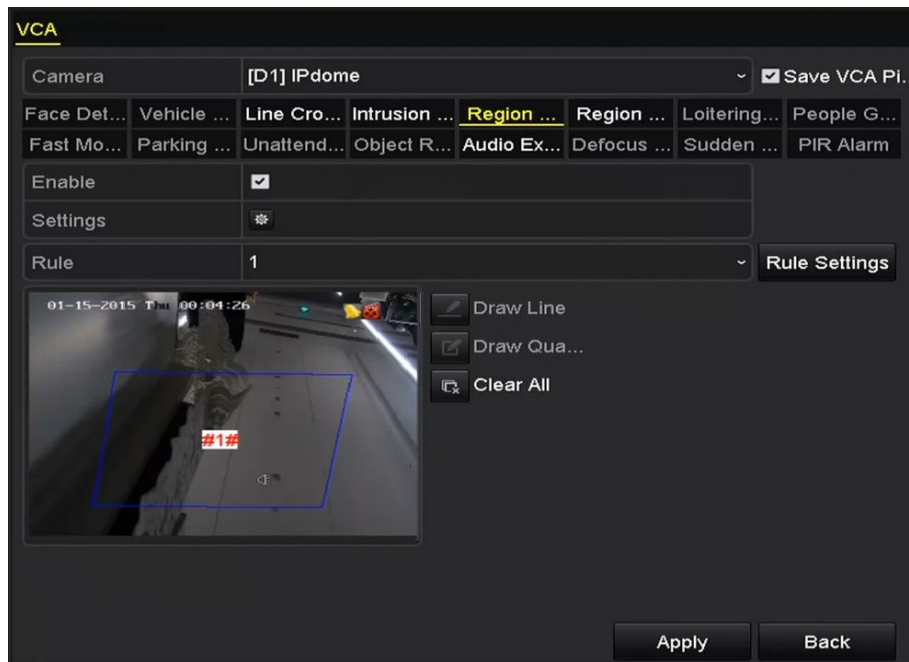 VCA
Camera [D1] IPdome Save VCA Pi..
Face Det... Vehicle ... Line Cro... Intrusion ... Region ... Region ... Loitering... People G...
Fast Mo... Parking ... Unattend... Object R... Audio Ex... Defocus ... Sudden ... PIR Alarm
Enable
Settings
Rule 1 Rule Settings
01-15-2015 Thu 00:04:26
Draw Line
Draw Qua...
Clear All
#1#
Apply Back